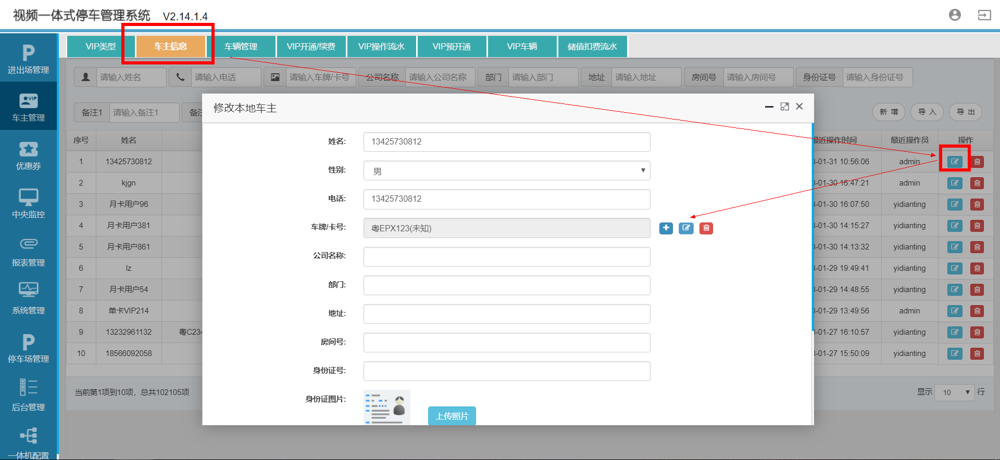 视频一体式停车管理系统 V2.14.1.4
VIP类型 车主信息 车辆管理 VIP开通/续费 VIP操作流水 VIP预开通 VIP车辆 储值扣费流水
进出场管理
车主管理
优惠券
中央监控
报表管理
系统管理
停车场管理
后台管理
一体机配置
请输入姓名 请输入电话 请输入车牌/卡号 公司名称 请输入公司名称 部门 请输入部门 地址 请输入地址 房间号 请输入房间号 身份证号 请输入身份证号
备注1 请输入备注1 备注
新 增 导 入 导 出
序号 姓名 最近操作时间 最近操作员 操作
1 13425730812 -01-31 10:56:06 admin
2 kjgn -01-30 16:47:21 admin
3 月卡用户96 -01-30 16:07:50 yidianting
4 月卡用户381 -01-30 14:15:27 yidianting
5 月卡用户861 -01-30 14:13:32 yidianting
6 lz -01-29 19:49:41 yidianting
7 月卡用户54 -01-29 14:48:55 yidianting
8 单卡VIP214 -01-29 13:49:56 admin
9 13232961132 粤C234 -01-27 16:10:57 yidianting
10 18566092058 -01-27 15:50:09 yidianting
当前第1项到10项，总共102105项
显示 10 行
修改本地车主
姓名: 13425730812
性别: 男
电话: 13425730812
车牌/卡号: 粤EPX123(未知)
公司名称:
部门:
地址:
房间号:
身份证号:
身份证图片:
上传照片